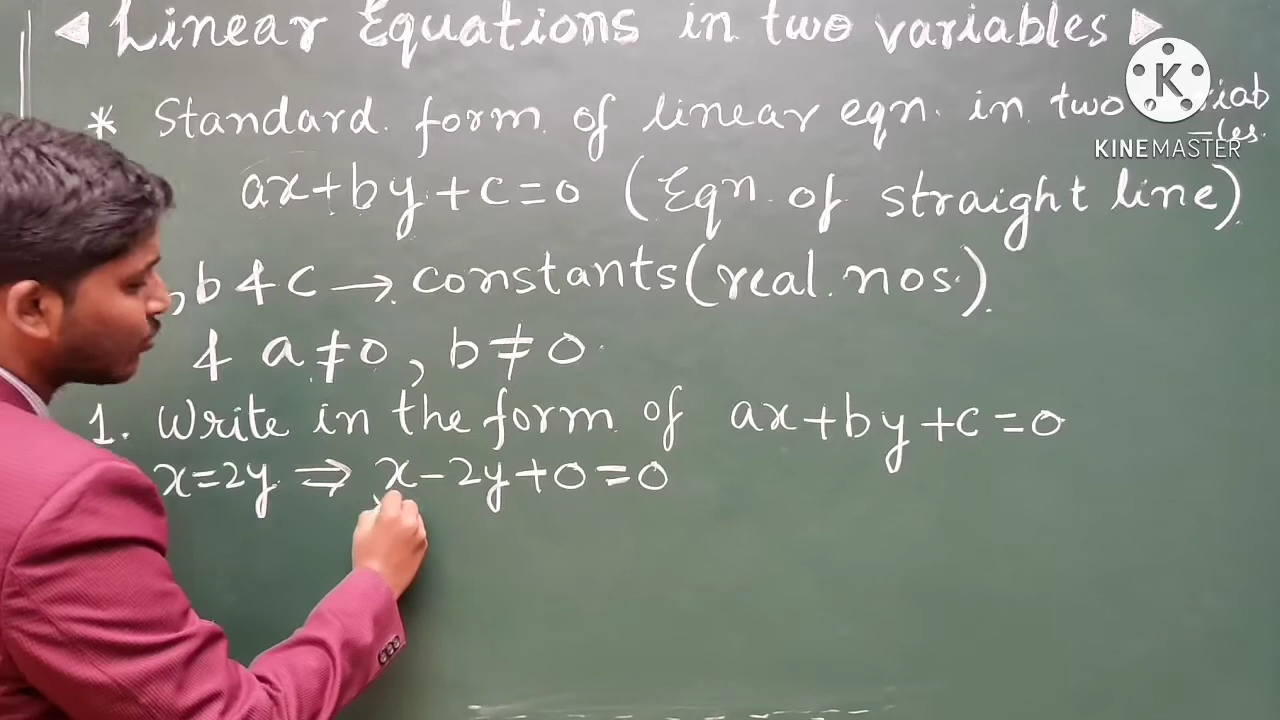 Linear Equations in two variables
* Standard form of linear eqn. in two
K
KINEMASTER
ax+by+c=0 (Eqn of straight line)
, b & c → constants (real nos.)
& a ≠ 0, b ≠ 0.
1. Write in the form of ax+by+c=0
x=2y ⇒ x-2y+0=0